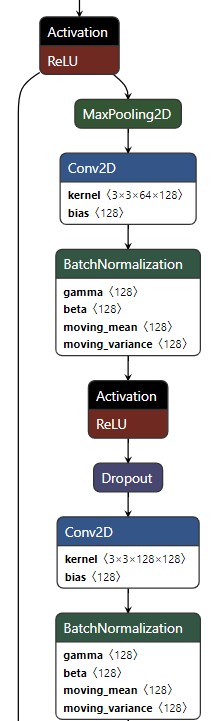 Activation
ReLU
MaxPooling2D
Conv2D
kernel〈3×3×64×128〉
bias〈128〉
BatchNormalization
gamma〈128〉
beta〈128〉
moving_mean〈128〉
moving_variance〈128〉
Activation
ReLU
Dropout
Conv2D
kernel〈3×3×128×128〉
bias〈128〉
BatchNormalization
gamma〈128〉
beta〈128〉
moving_mean〈128〉
moving_variance〈128〉